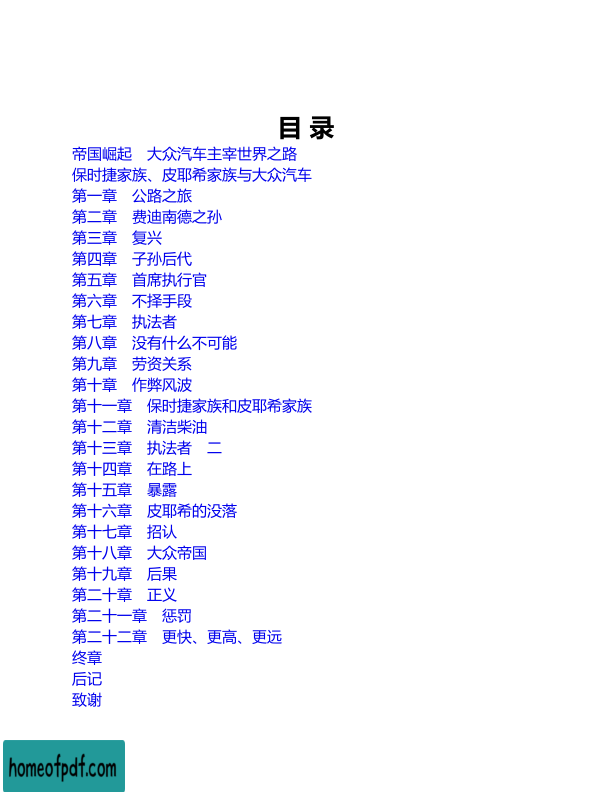 目 录
帝国崛起　大众汽车主宰世界之路
保时捷家族、皮耶希家族与大众汽车
第一章　公路之旅
第二章　费迪南德之孙
第三章　复兴
第四章　子孙后代
第五章　首席执行官
第六章　不择手段
第七章　执法者
第八章　没有什么不可能
第九章　劳资关系
第十章　作弊风波
第十一章　保时捷家族和皮耶希家族
第十二章　清洁柴油
第十三章　执法者　二
第十四章　在路上
第十五章　暴露
第十六章　皮耶希的没落
第十七章　招认
第十八章　大众帝国
第十九章　后果
第二十章　正义
第二十一章　惩罚
第二十二章　更快、更高、更远
终章
后记
致谢
homeofpdf.com